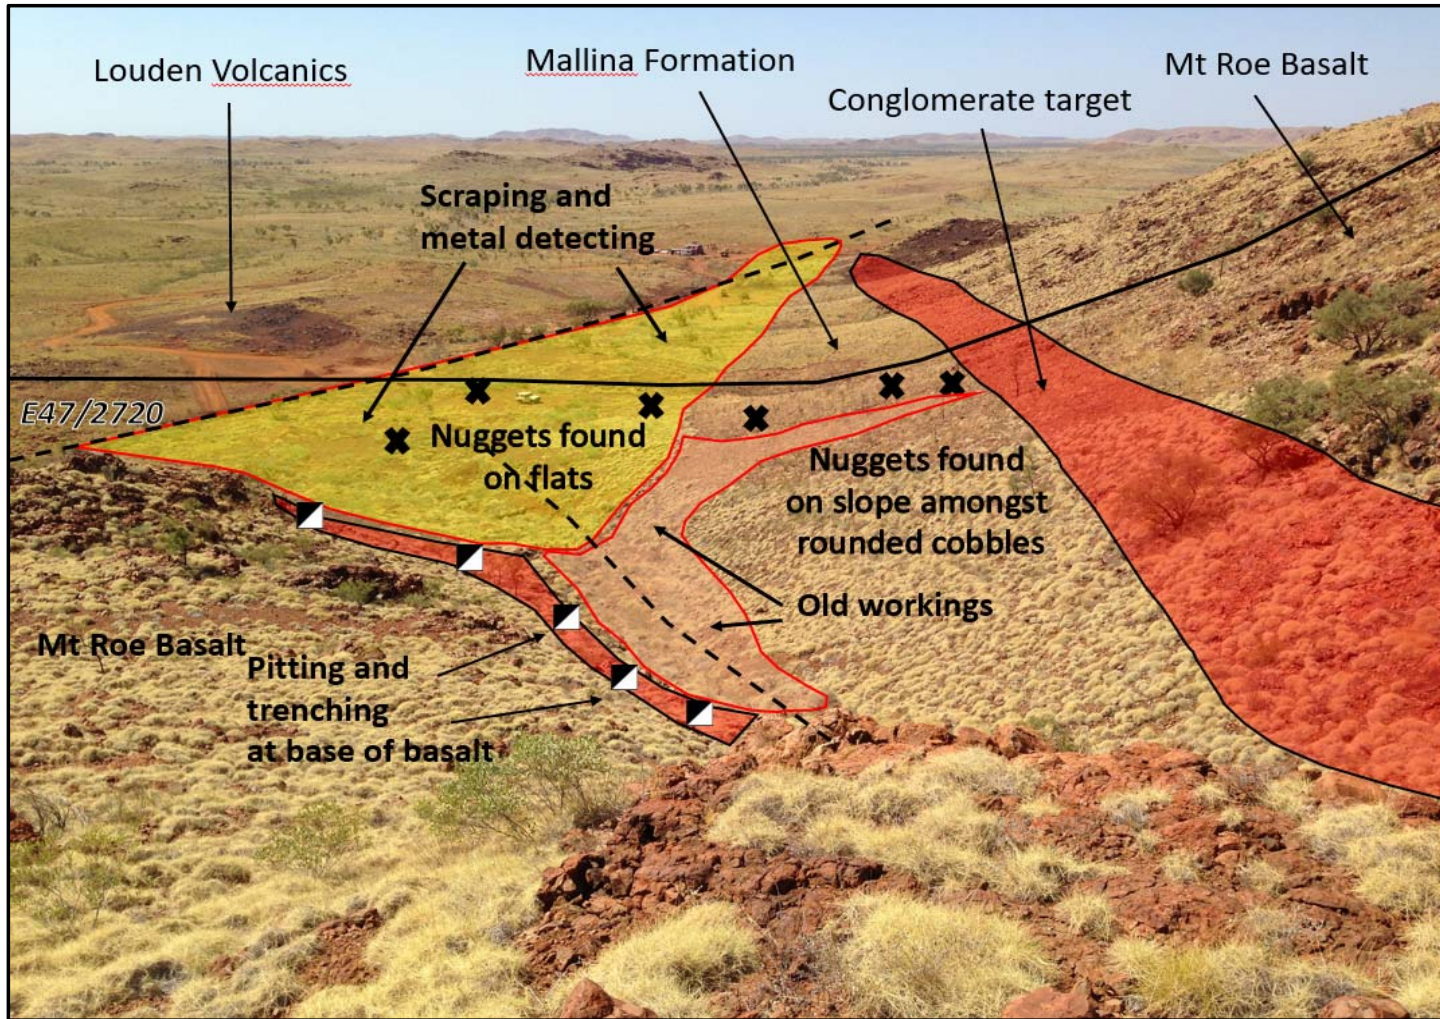 Louden Volcanics
Mallina Formation
Mt Roe Basalt
Conglomerate target
Scraping and
metal detecting
E47/2720
Nuggets found
on flats
Nuggets found
on slope amongst
rounded cobbles
Old workings
Mt Roe Basalt
Pitting and
trenching
at base of basalt